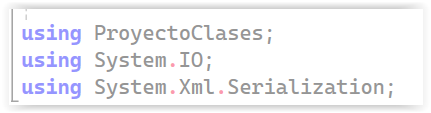 using ProyectoClases;
using System.IO;
using System.Xml.Serialization;